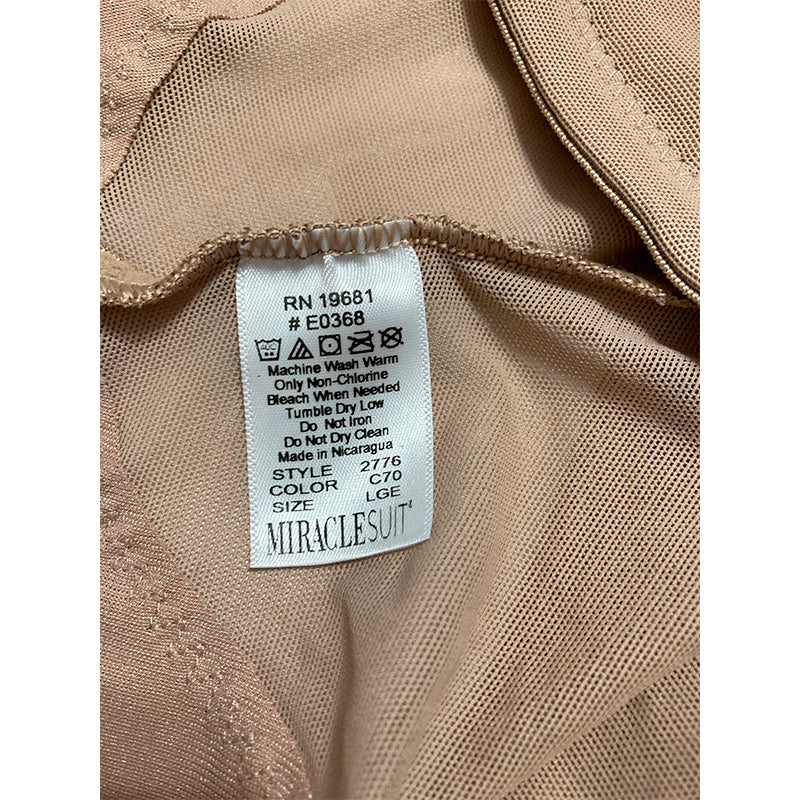 RN 19681
# E0368
Machine Wash Warm
Only Non-Chlorine
Bleach When Needed
Tumble Dry Low
Do Not Iron
Do Not Dry Clean
Made in Nicaragua
STYLE 2776
COLOR C70
SIZE LGE
MIRACLESUIT